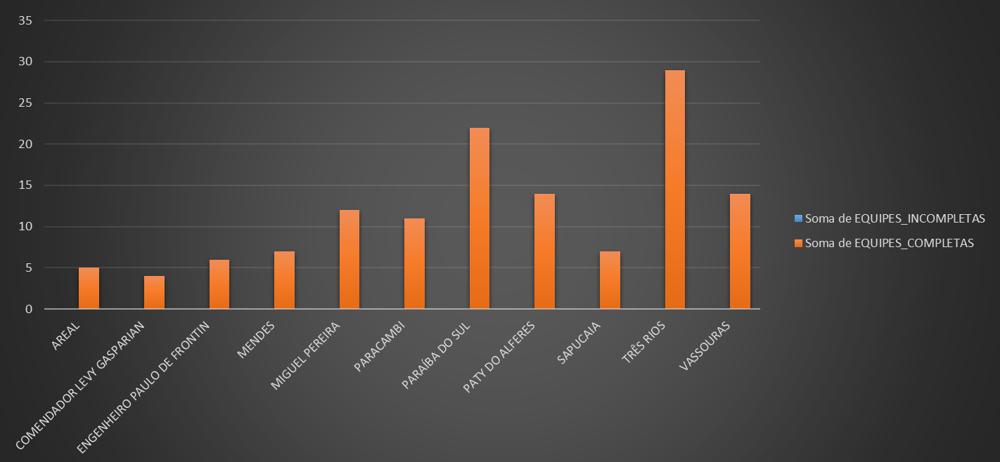 35
30
25
20
15
10
5
0
AREAL
COMENDADOR LEVY GASPARIAN
ENGENHEIRO PAULO DE FRONTIN
MENDES
MIGUEL PEREIRA
PARACAMBI
PARAÍBA DO SUL
PATY DO ALFERES
SAPUCAIA
TRÊS RIOS
VASSOURAS
Soma de EQUIPES_INCOMPLETAS
Soma de EQUIPES_COMPLETAS